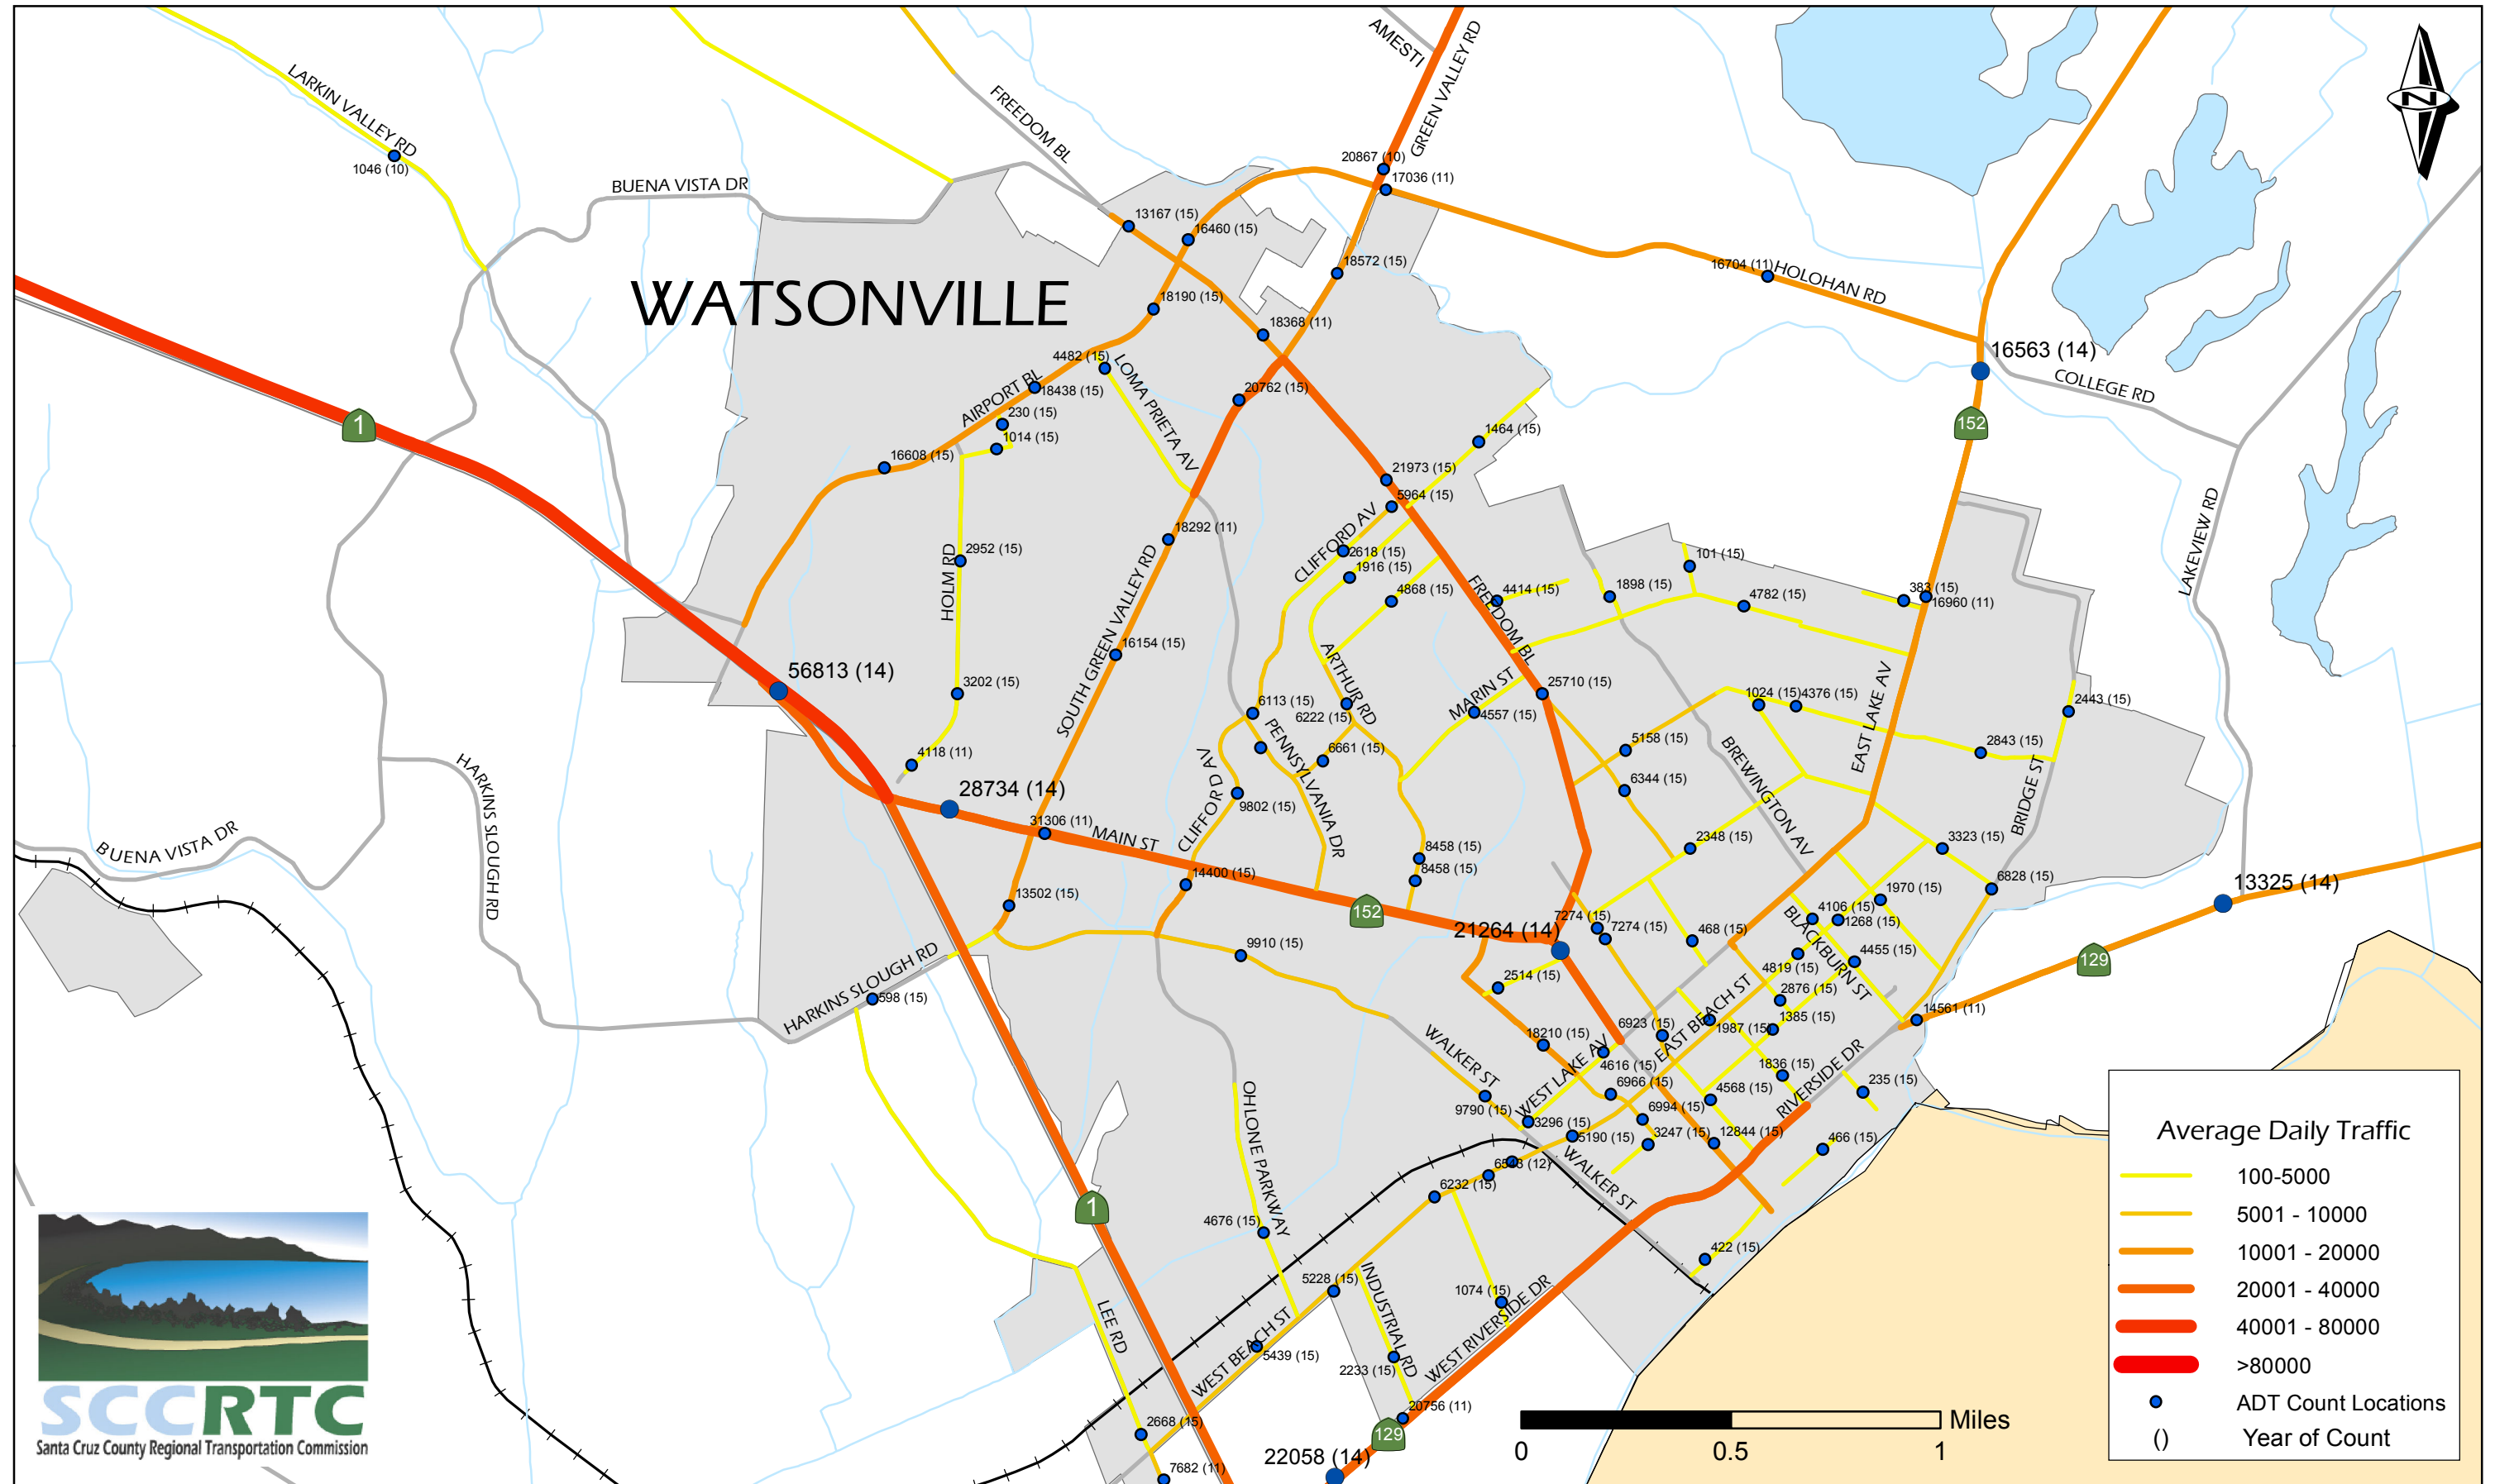 AMESTI
GREEN VALLEY RD
LARKIN VALLEY RD
1046 (10)
FREEDOM BL
BUENA VISTA DR
20867 (10)
17036 (11)
13167 (15)
16460 (15)
WATSONVILLE
18572 (15)
16704 (11)
HOLOHAN RD
18190 (15)
18368 (11)
16563 (14)
COLLEGE RD
4482 (15)
LOMA PRIETA AV
18438 (15)
AIRPORT BL
20762 (15)
230 (15)
1014 (15)
1
152
1464 (15)
16608 (15)
21973 (15)
5964 (15)
LAKEVIEW RD
18292 (11)
CLIFFORD AV
2618 (15)
1916 (15)
2952 (15)
HOLM RD
101 (15)
4868 (15)
FREEDOM BL
4414 (15)
1898 (15)
4782 (15)
383 (15)
16960 (11)
SOUTH GREEN VALLEY RD
16154 (15)
56813 (14)
3202 (15)
ARTHUR RD
MARIN ST
25710 (15)
EAST LAKE AV
1024 (15)
4376 (15)
2443 (15)
6113 (15)
6222 (15)
4557 (15)
PENNSYLVANIA DR
6661 (15)
5158 (15)
BREWINGTON AV
2843 (15)
4118 (11)
HARKINS SLOUGH RD
CLIFFORD AV
28734 (14)
9802 (15)
6344 (15)
BRIDGE ST
31306 (11)
MAIN ST
BUENA VISTA DR
8458 (15)
8458 (15)
2348 (15)
3323 (15)
14400 (15)
13502 (15)
152
6828 (15)
13325 (14)
1970 (15)
7274 (15)
7274 (15)
21264 (14)
468 (15)
BLACKBURN ST
4106 (15)
1268 (15)
9910 (15)
4455 (15)
129
4819 (15)
2514 (15)
2876 (15)
HARKINS SLOUGH RD
598 (15)
EAST BEACH ST
14561 (11)
1385 (15)
1987 (15)
6923 (15)
18210 (15)
WALKER ST
WEST LAKE AV
4616 (15)
1836 (15)
RIVERSIDE DR
235 (15)
6966 (15)
4568 (15)
9790 (15)
6994 (15)
3296 (15)
5190 (15)
3247 (15)
12844 (15)
466 (15)
OHLONE PARKWAY
6543 (12)
WALKER ST
6232 (15)
1
4676 (15)
422 (15)
5228 (15)
INDUSTRIAL RD
1074 (15)
WEST RIVERSIDE DR
LEE RD
WEST BEACH ST
5439 (15)
2233 (15)
20756 (11)
129
2668 (15)
22058 (14)
7682 (11)
Average Daily Traffic
100-5000
5001 - 10000
10001 - 20000
20001 - 40000
40001 - 80000
>80000
ADT Count Locations
() Year of Count
Miles
0 0.5 1
N
SCCRTC
Santa Cruz County Regional Transportation Commission